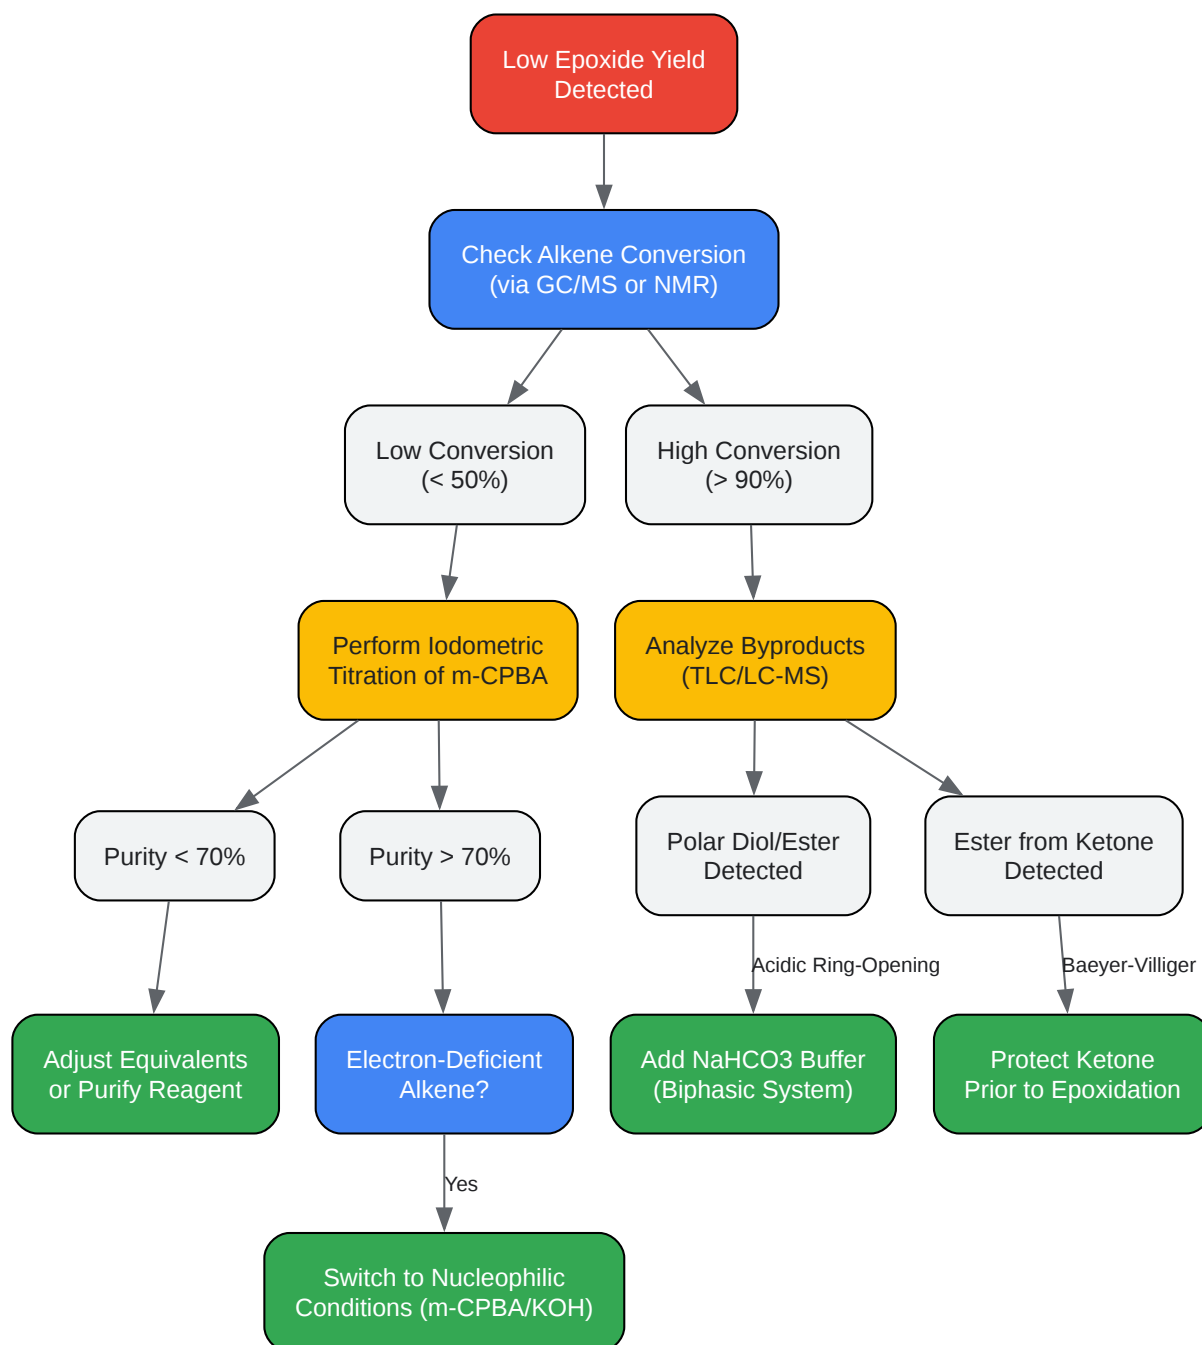 Low Epoxide Yield
Detected
Check Alkene Conversion
(via GC/MS or NMR)
Low Conversion
(< 50%)
High Conversion
(> 90%)
Perform Iodometric
Titration of m-CPBA
Analyze Byproducts
(TLC/LC-MS)
Purity < 70%
Purity > 70%
Polar Diol/Ester
Detected
Ester from Ketone
Detected
Acidic Ring-Opening
Baeyer-Villiger
Adjust Equivalents
or Purify Reagent
Electron-Deficient
Alkene?
Add NaHCO3 Buffer
(Biphasic System)
Protect Ketone
Prior to Epoxidation
Yes
Switch to Nucleophilic
Conditions (m-CPBA/KOH)